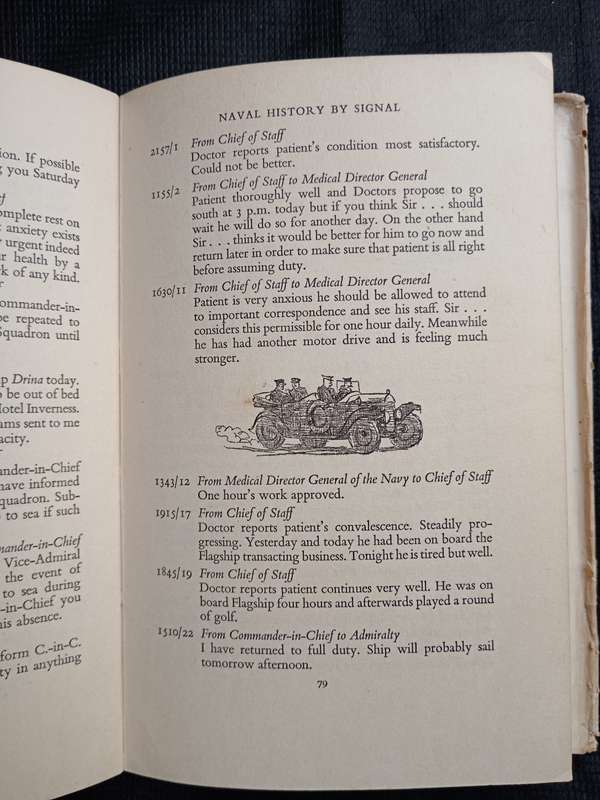 ion. If possible
g you Saturday
f
omplete rest on
t anxiety exists
y urgent indeed
ur health by a
rk of any kind.
r
ommander-in-
be repeated to
Squadron until
p Drina today.
o be out of bed
Hotel Inverness.
ams sent to me
pacity.
ander-in-Chief
have informed
quadron. Sub-
to sea if such
mander-in-Chief
Vice-Admiral
the event of
to sea during
-in-Chief you
his absence.
form C.-in-C.
ty in anything
NAVAL HISTORY BY SIGNAL
2157/1 From Chief of Staff
Doctor reports patient's condition most satisfactory.
Could not be better.
1155/2 From Chief of Staff to Medical Director General
Patient thoroughly well and Doctors propose to go
south at 3 p.m. today but if you think Sir . . . should
wait he will do so for another day. On the other hand
Sir . . . thinks it would be better for him to go now and
return later in order to make sure that patient is all right
before assuming duty.
1630/11 From Chief of Staff to Medical Director General
Patient is very anxious he should be allowed to attend
to important correspondence and see his staff. Sir . . .
considers this permissible for one hour daily. Meanwhile
he has had another motor drive and is feeling much
stronger.
1343/12 From Medical Director General of the Navy to Chief of Staff
One hour's work approved.
1915/17 From Chief of Staff
Doctor reports patient's convalescence. Steadily pro-
gressing. Yesterday and today he had been on board the
Flagship transacting business. Tonight he is tired but well.
1845/19 From Chief of Staff
Doctor reports patient continues very well. He was on
board Flagship four hours and afterwards played a round
of golf.
1510/22 From Commander-in-Chief to Admiralty
I have returned to full duty. Ship will probably sail
tomorrow afternoon.
79